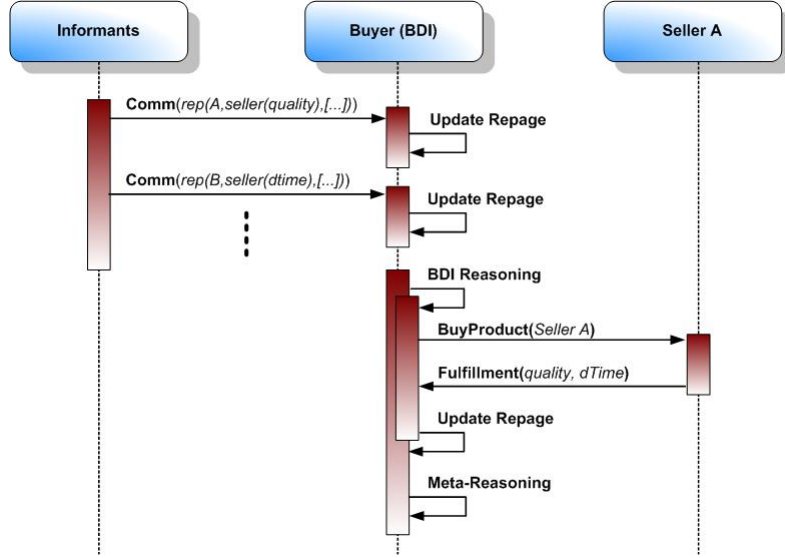 Informants
Buyer (BDI)
Seller A
Comm(rep(A,seller(quality),[...]))
Update Repage
Comm(rep(B,seller(dtime),[...]))
Update Repage
BDI Reasoning
BuyProduct(Seller A)
Fulfillment(quality, dTime)
Update Repage
Meta-Reasoning